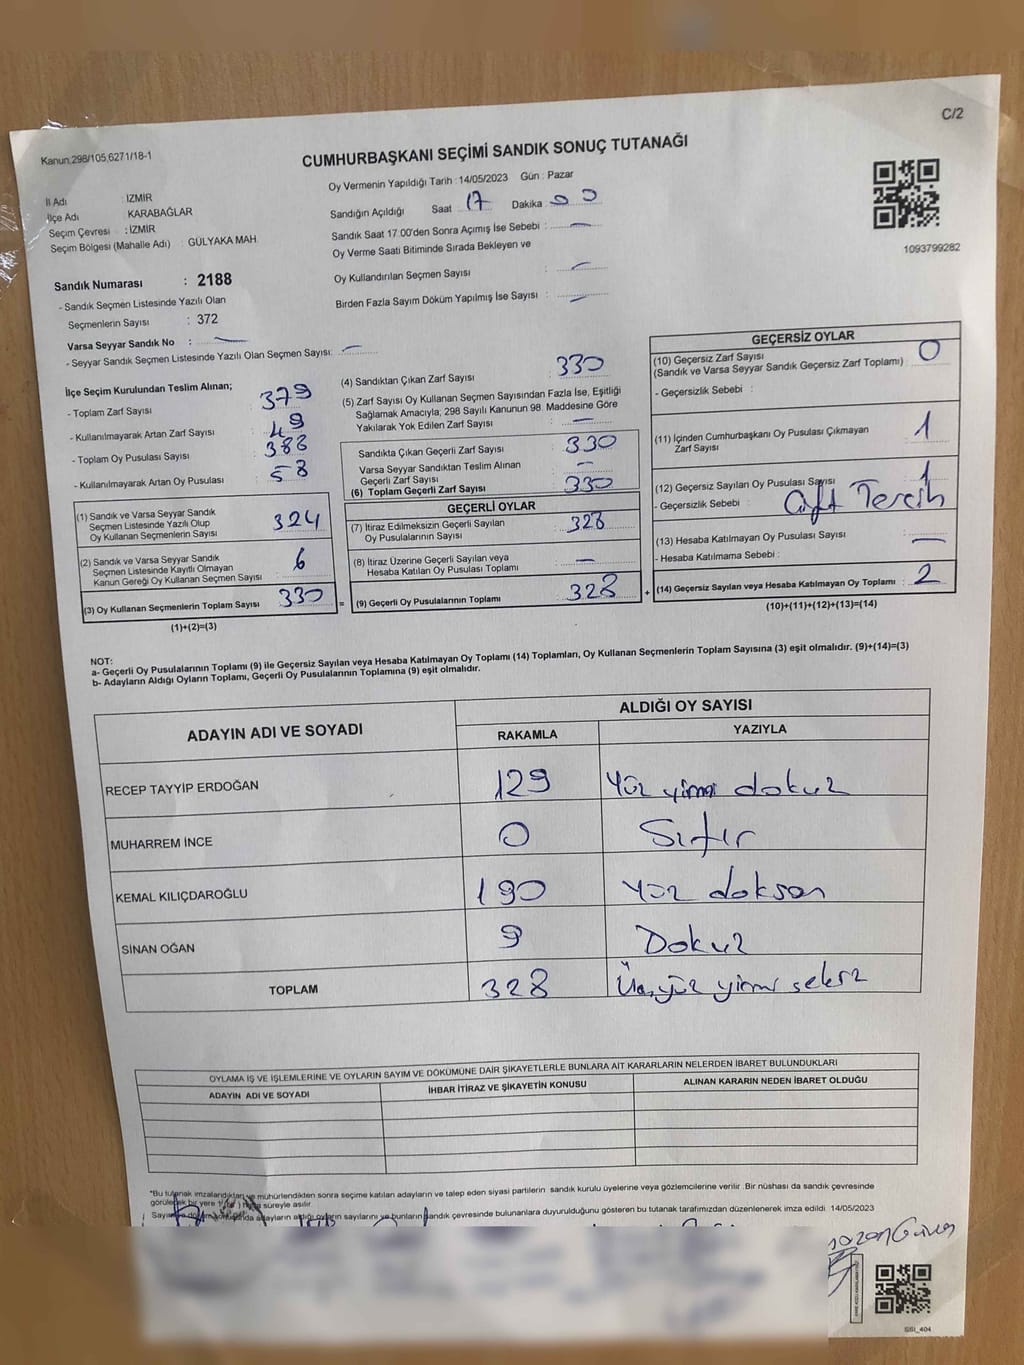 C/2
Kanun;298/105,6271/18-1
CUMHURBAŞKANI SEÇİMİ SANDIK SONUÇ TUTANAĞI
Oy Vermenin Yapıldığı Tarih : 14/05/2023 Gün : Pazar
İl Adı : İZMİR
İlçe Adı KARABAĞLAR
Seçim Çevresi : İZMİR
Seçim Bölgesi (Mahalle Adı) : GÜLYAKA MAH
Sandığın Açıldığı Saat 17 Dakika 00
Sandık Saat 17:00'den Sonra Açımış İse Sebebi : —
Oy Verme Saati Bitiminde Sırada Bekleyen ve
Oy Kullandırılan Seçmen Sayısı : —
Birden Fazla Sayım Döküm Yapılmış İse Sayısı : —
1093799282
Sandık Numarası : 2188
- Sandık Seçmen Listesinde Yazılı Olan
Seçmenlerin Sayısı : 372
Varsa Seyyar Sandık No : —
- Seyyar Sandık Seçmen Listesinde Yazılı Olan Seçmen Sayısı: —
İlçe Seçim Kurulundan Teslim Alınan;
- Toplam Zarf Sayısı : 379
- Kullanılmayarak Artan Zarf Sayısı : 49
- Toplam Oy Pusulası Sayısı : 388
- Kullanılmayarak Artan Oy Pusulası : 58
(1) Sandık ve Varsa Seyyar Sandık
Seçmen Listesinde Yazılı Olup
Oy Kullanan Seçmenlerin Sayısı : 324
(2) Sandık ve Varsa Seyyar Sandık
Seçmen Listesinde Kayıtlı Olmayan
Kanun Gereği Oy Kullanan Seçmen Sayısı : 6
(3) Oy Kullanan Seçmenlerin Toplam Sayısı : 330
(1)+(2)=(3)
(4) Sandıktan Çıkan Zarf Sayısı : 330
(5) Zarf Sayısı Oy Kullanan Seçmen Sayısından Fazla İse, Eşitliği
Sağlamak Amacıyla; 298 Sayılı Kanunun 98. Maddesine Göre
Yakılarak Yok Edilen Zarf Sayısı : —
Sandıkta Çıkan Geçerli Zarf Sayısı : 330
Varsa Seyyar Sandıktan Teslim Alınan
Geçerli Zarf Sayısı : —
(6) Toplam Geçerli Zarf Sayısı : 330
GEÇERLİ OYLAR
(7) İtiraz Edilmeksizin Geçerli Sayılan
Oy Pusulalarının Sayısı : 328
(8) İtiraz Üzerine Geçerli Sayılan veya
Hesaba Katılan Oy Pusulası Toplamı : —
= (9) Geçerli Oy Pusulalarının Toplamı : 328
GEÇERSİZ OYLAR
(10) Geçersiz Zarf Sayısı
(Sandık ve Varsa Seyyar Sandık Geçersiz Zarf Toplamı) : 0
- Geçersizlik Sebebi :
(11) İçinden Cumhurbaşkanı Oy Pusulası Çıkmayan
Zarf Sayısı : 1
(12) Geçersiz Sayılan Oy Pusulası Sayısı : 1
- Geçersizlik Sebebi : Çift Tercih
(13) Hesaba Katılmayan Oy Pusulası Sayısı : —
- Hesaba Katılmama Sebebi :
+ (14) Geçersiz Sayılan veya Hesaba Katılmayan Oy Toplamı : 2
(10)+(11)+(12)+(13)=(14)
NOT:
a- Geçerli Oy Pusulalarının Toplamı (9) ile Geçersiz Sayılan veya Hesaba Katılmayan Oy Toplamı (14) Toplamları, Oy Kullanan Seçmenlerin Toplam Sayısına (3) eşit olmalıdır. (9)+(14)=(3)
b- Adayların Aldığı Oyların Toplamı, Geçerli Oy Pusulalarının Toplamına (9) eşit olmalıdır.
ADAYIN ADI VE SOYADI
ALDIĞI OY SAYISI
RAKAMLA YAZIYLA
RECEP TAYYİP ERDOĞAN 129 Yüz yirmi dokuz
MUHARREM İNCE 0 Sıfır
KEMAL KILIÇDAROĞLU 190 Yüz doksan
SİNAN OĞAN 9 Dokuz
TOPLAM 328 Üç yüz yirmi sekiz
OYLAMA İŞ VE İŞLEMLERİNE VE OYLARIN SAYIM VE DÖKÜMÜNE DAİR ŞİKAYETLERLE BUNLARA AİT KARARLARIN NELERDEN İBARET BULUNDUKLARI
ADAYIN ADI VE SOYADI İHBAR İTİRAZ VE ŞİKAYETİN KONUSU ALINAN KARARIN NEDEN İBARET OLDUĞU
*Bu tutanak imzalandıktan ve mühürlendikten sonra seçime katılan adayların ve talep eden siyasi partilerin sandık kurulu üyelerine veya gözlemcilerine verilir. Bir nüshası da sandık çevresinde
görülecek bir yere süreyle asılır.
adayların aldığı oyların sayılarını ve bunların sandık çevresinde bulunanlara duyurulduğunu gösteren bu tutanak tarafımızdan düzenlenerek imza edildi. 14/05/2023